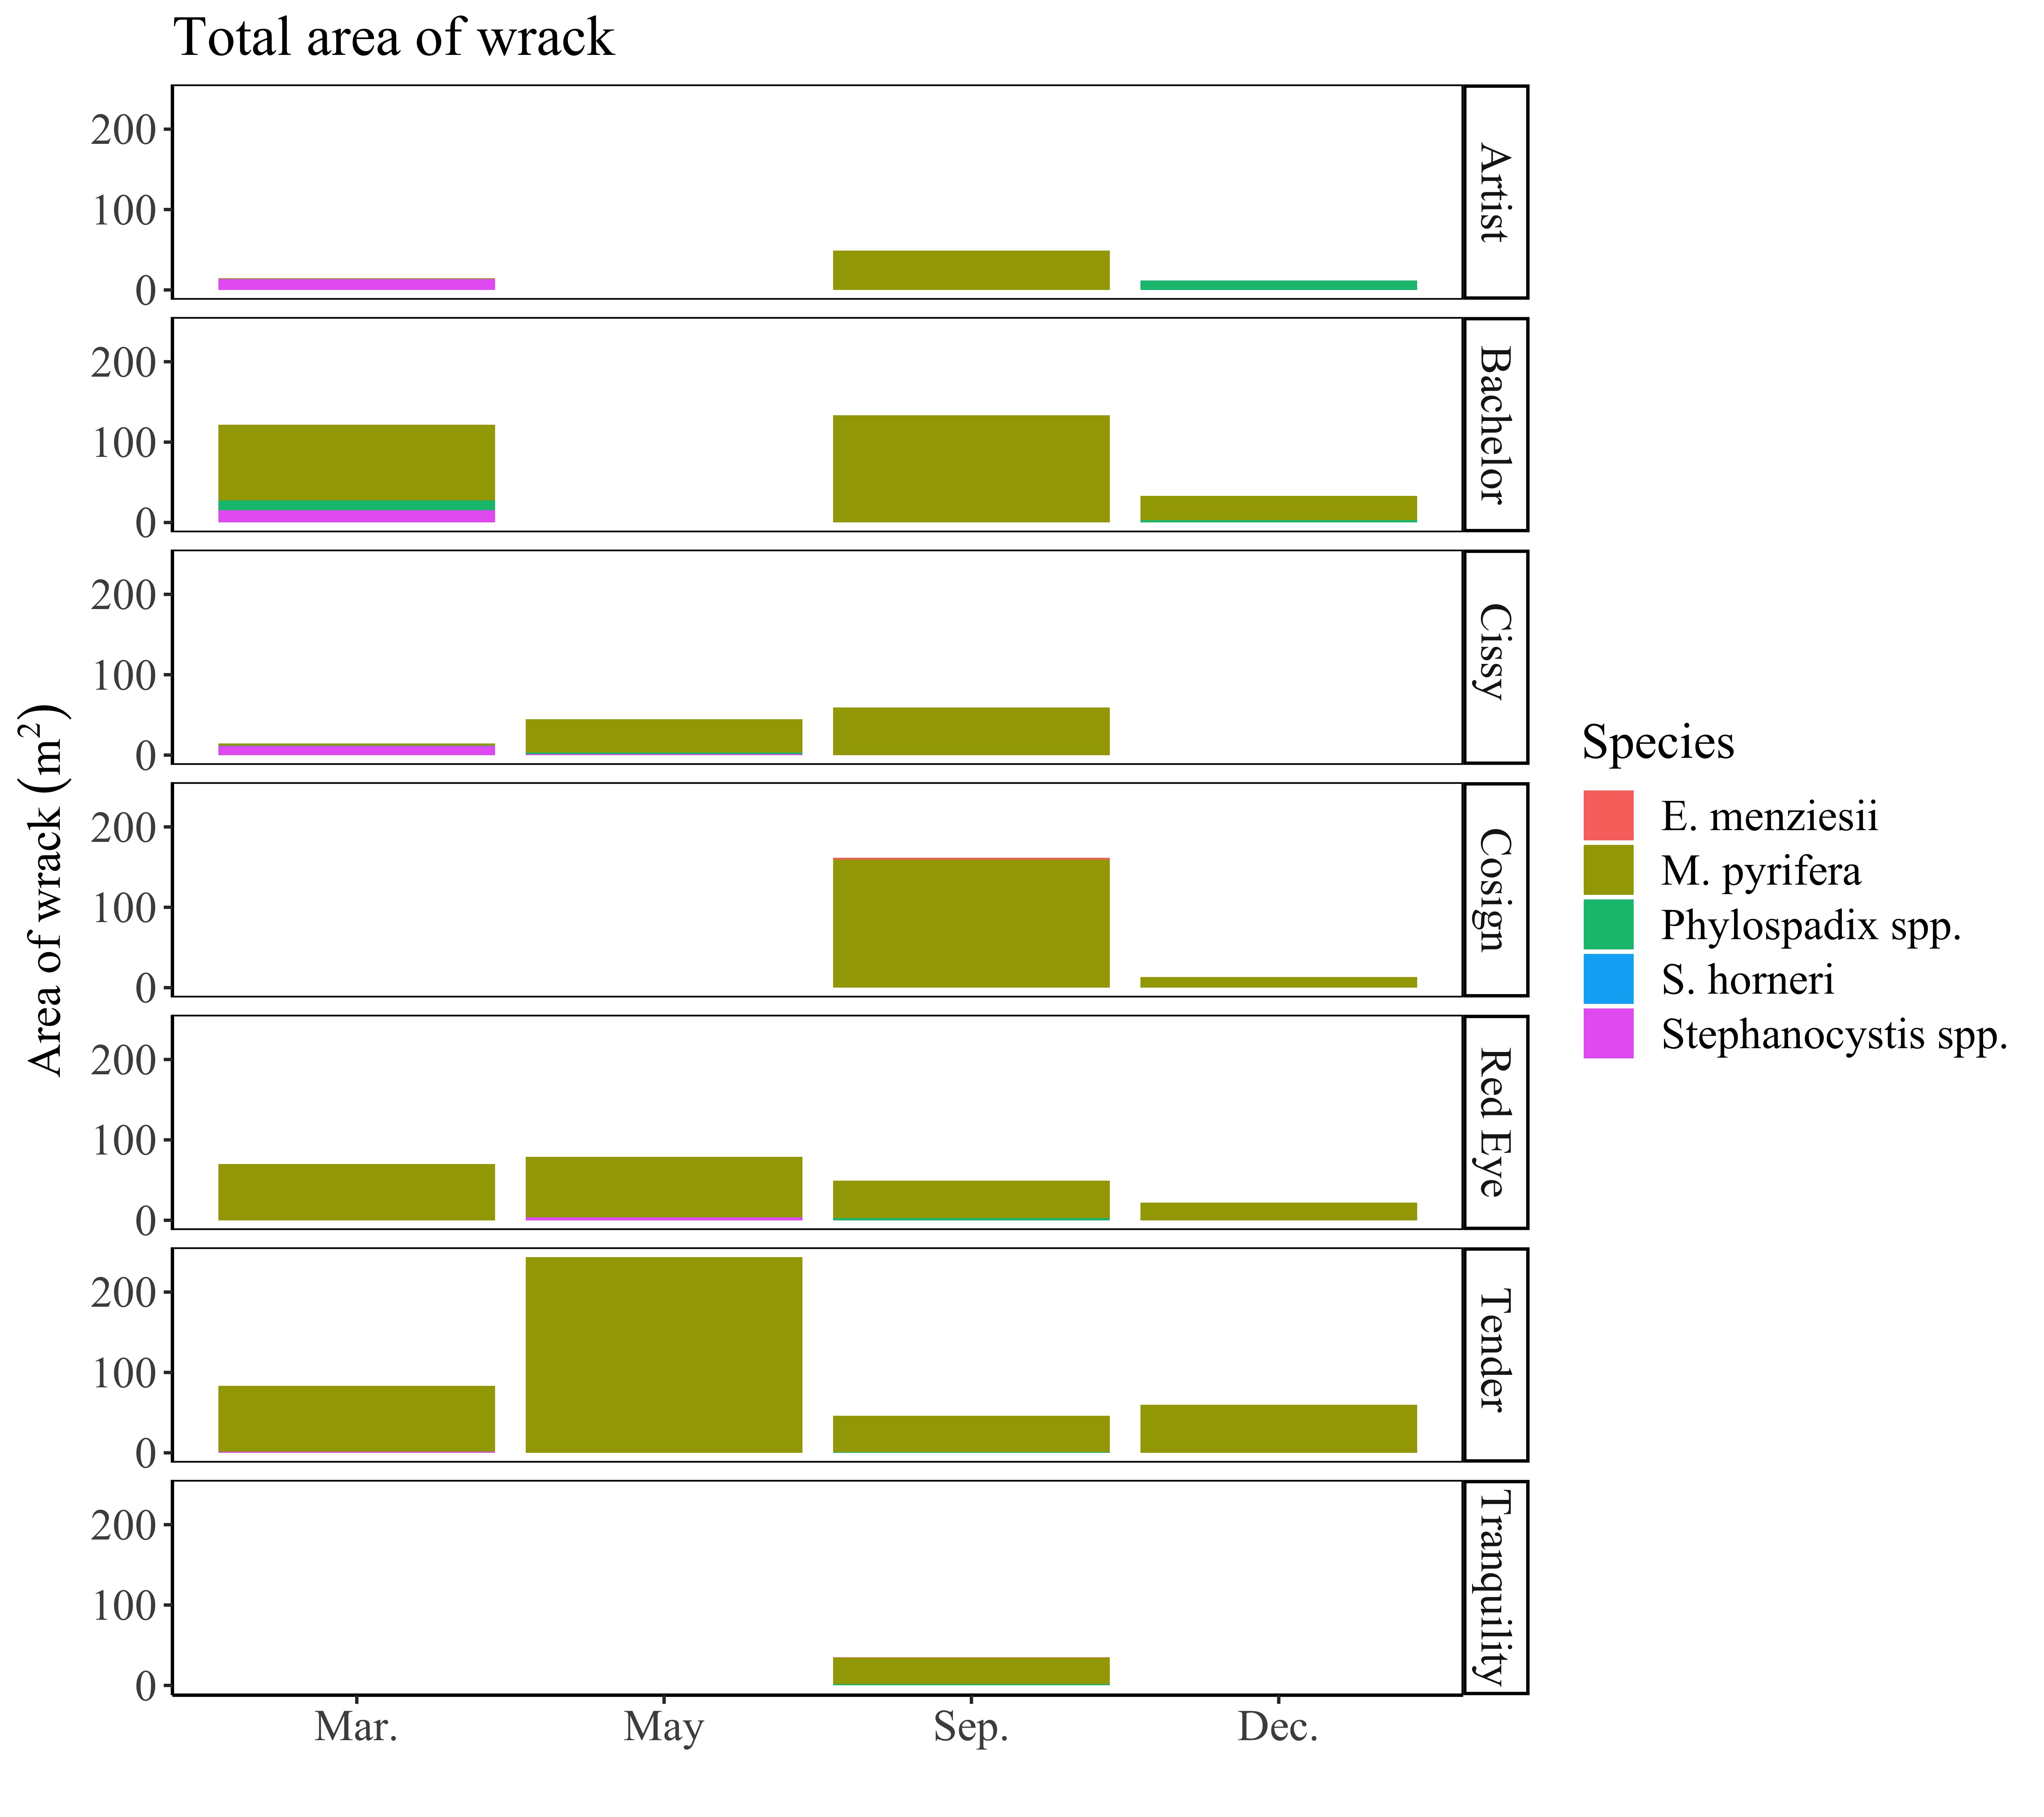 Total area of wrack
Area of wrack (m²)
200
100
0
Artist
200
100
0
Bachelor
200
100
0
Cissy
200
100
0
Cosign
200
100
0
Red Eye
200
100
0
Tender
200
100
0
Tranquility
Mar.
May
Sep.
Dec.
Species
E. menziesii
M. pyrifera
Phylospadix spp.
S. horneri
Stephanocystis spp.